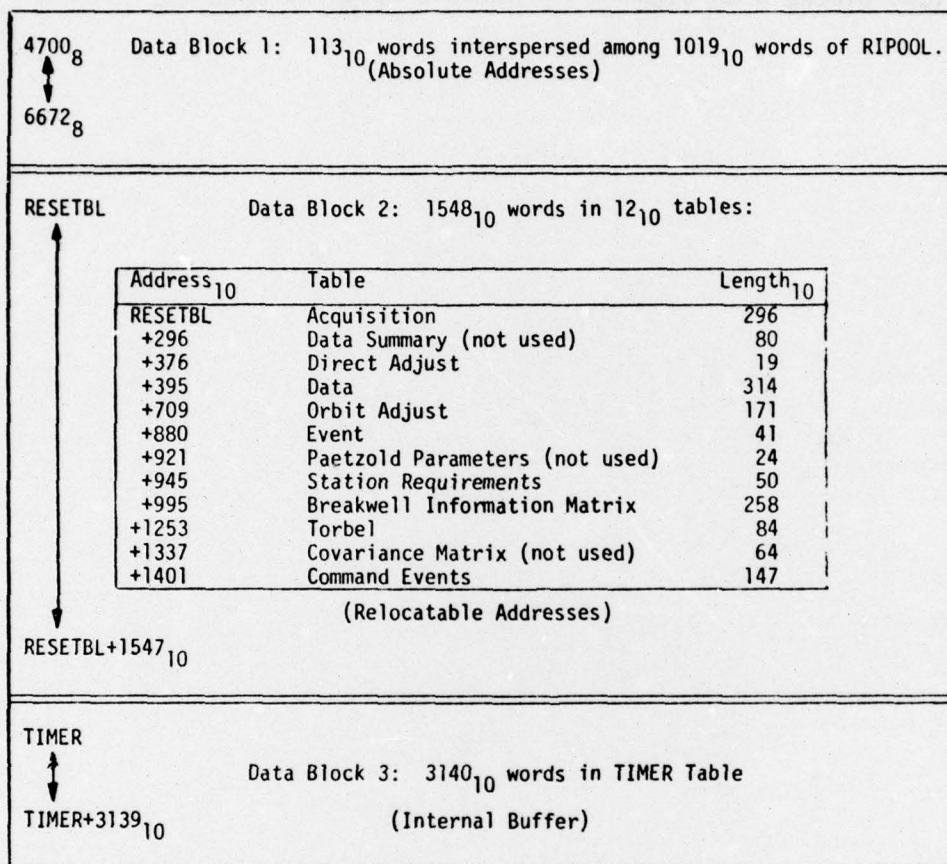 4700₈ Data Block 1: 113₁₀ words interspersed among 1019₁₀ words of RIPOOL.
(Absolute Addresses)
6672₈
RESETBL Data Block 2: 1548₁₀ words in 12₁₀ tables:
Address₁₀ Table Length₁₀
RESETBL Acquisition 296
+296 Data Summary (not used) 80
+376 Direct Adjust 19
+395 Data 314
+709 Orbit Adjust 171
+880 Event 41
+921 Paetzold Parameters (not used) 24
+945 Station Requirements 50
+995 Breakwell Information Matrix 258
+1253 Torbel 84
+1337 Covariance Matrix (not used) 64
+1401 Command Events 147
(Relocatable Addresses)
RESETBL+1547₁₀
TIMER
Data Block 3: 3140₁₀ words in TIMER Table
TIMER+3139₁₀ (Internal Buffer)